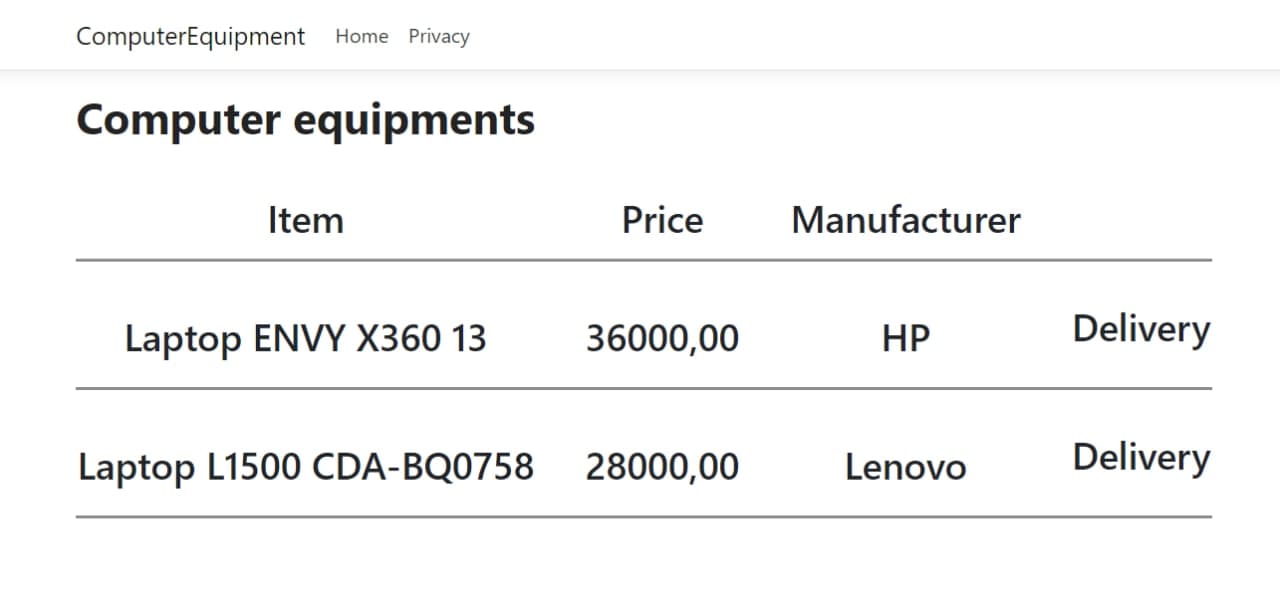 ComputerEquipment Home Privacy
Computer equipments
Item Price Manufacturer
Laptop ENVY X360 13 36000,00 HP Delivery
Laptop L1500 CDA-BQ0758 28000,00 Lenovo Delivery